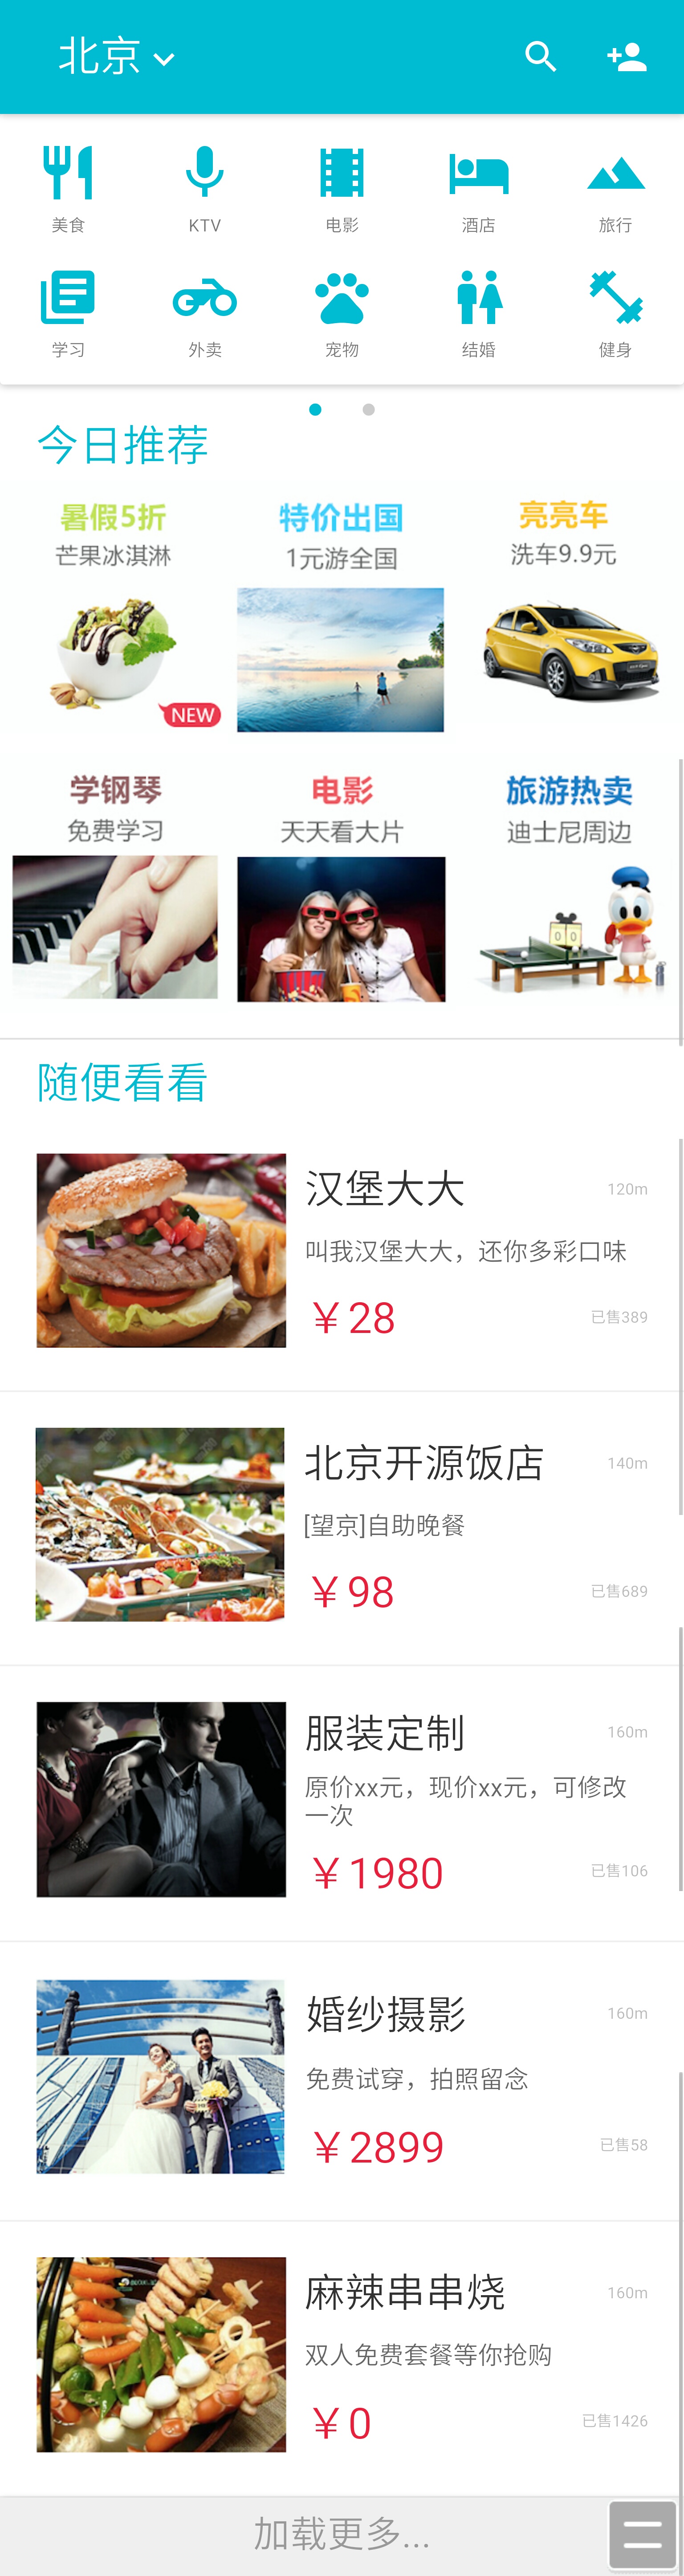 北京
美食
KTV
电影
酒店
旅行
学习
外卖
宠物
结婚
健身
今日推荐
暑假5折
芒果冰淇淋
NEW
特价出国
1元游全国
亮亮车
洗车9.9元
学钢琴
免费学习
电影
天天看大片
旅游热卖
迪士尼周边
随便看看
汉堡大大
120m
叫我汉堡大大，还你多彩口味
￥28
已售389
北京开源饭店
140m
[望京]自助晚餐
￥98
已售689
服装定制
160m
原价xx元，现价xx元，可修改
一次
￥1980
已售106
婚纱摄影
160m
免费试穿，拍照留念
￥2899
已售58
麻辣串串烧
160m
双人免费套餐等你抢购
￥0
已售1426
加载更多...